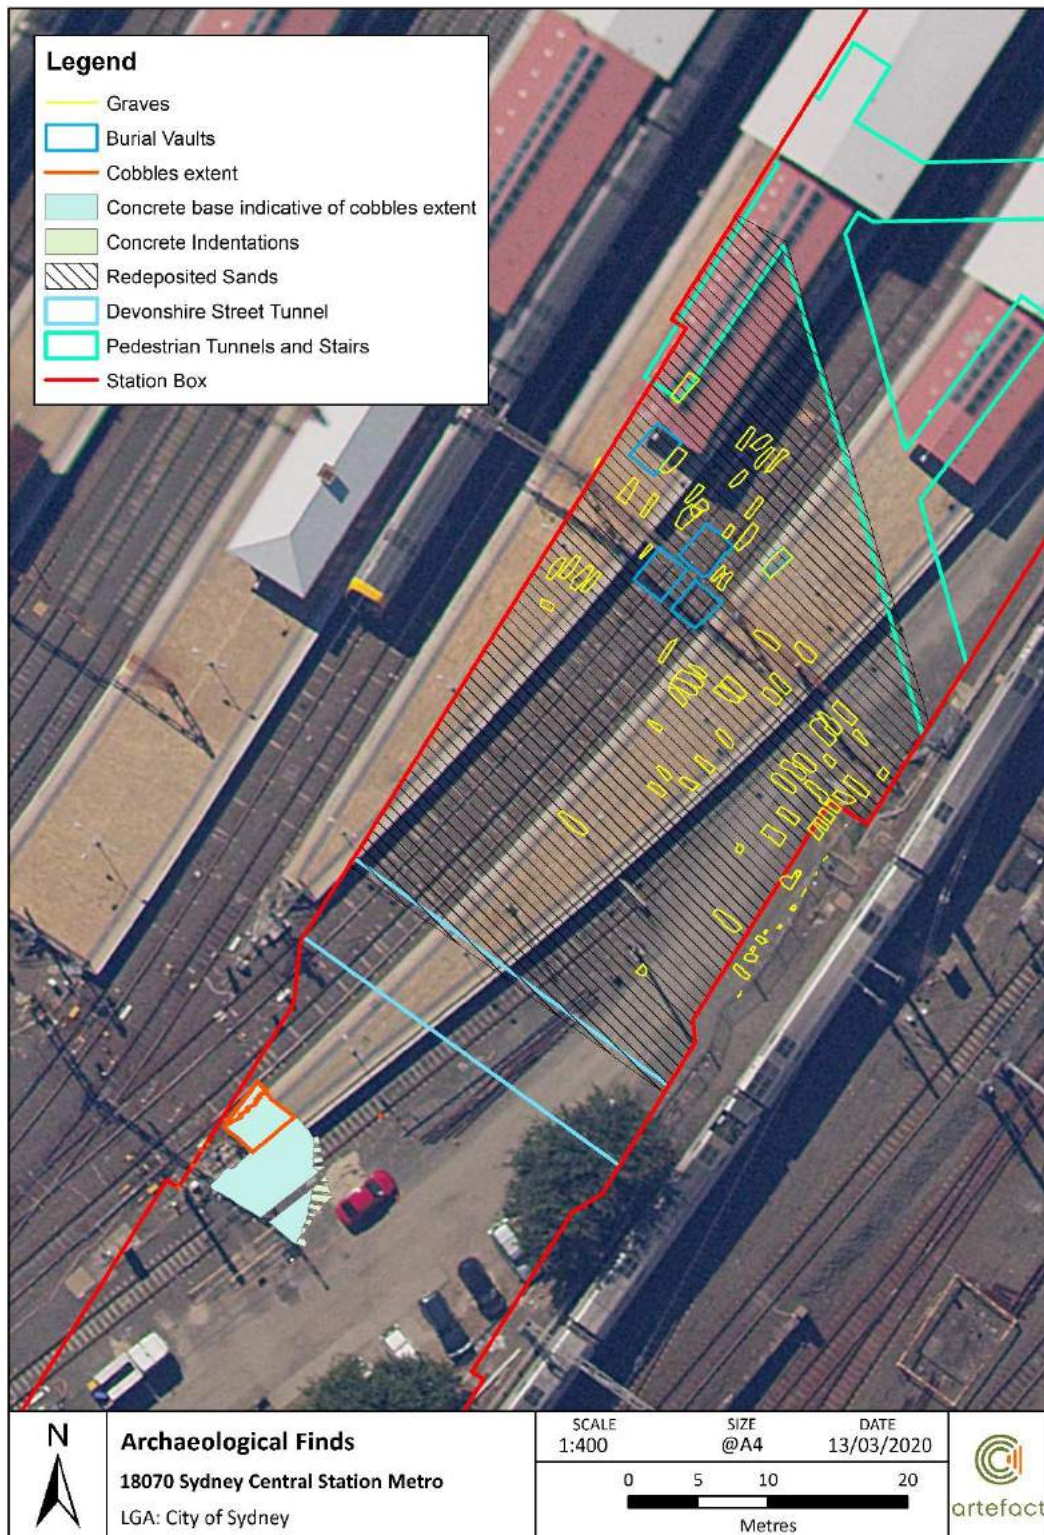 Legend
Graves
Burial Vaults
Cobbles extent
Concrete base indicative of cobbles extent
Concrete Indentations
Redeposited Sands
Devonshire Street Tunnel
Pedestrian Tunnels and Stairs
Station Box
N
Archaeological Finds
18070 Sydney Central Station Metro
LGA: City of Sydney
SCALE
1:400
SIZE
@A4
DATE
13/03/2020
0 5 10 20
Metres
artefact